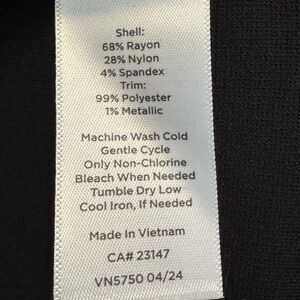 Shell:
68% Rayon
28% Nylon
4% Spandex
Trim:
99% Polyester
1% Metallic
Machine Wash Cold
Gentle Cycle
Only Non-Chlorine
Bleach When Needed
Tumble Dry Low
Cool Iron, If Needed
Made In Vietnam
CA# 23147
VN5750 04/24